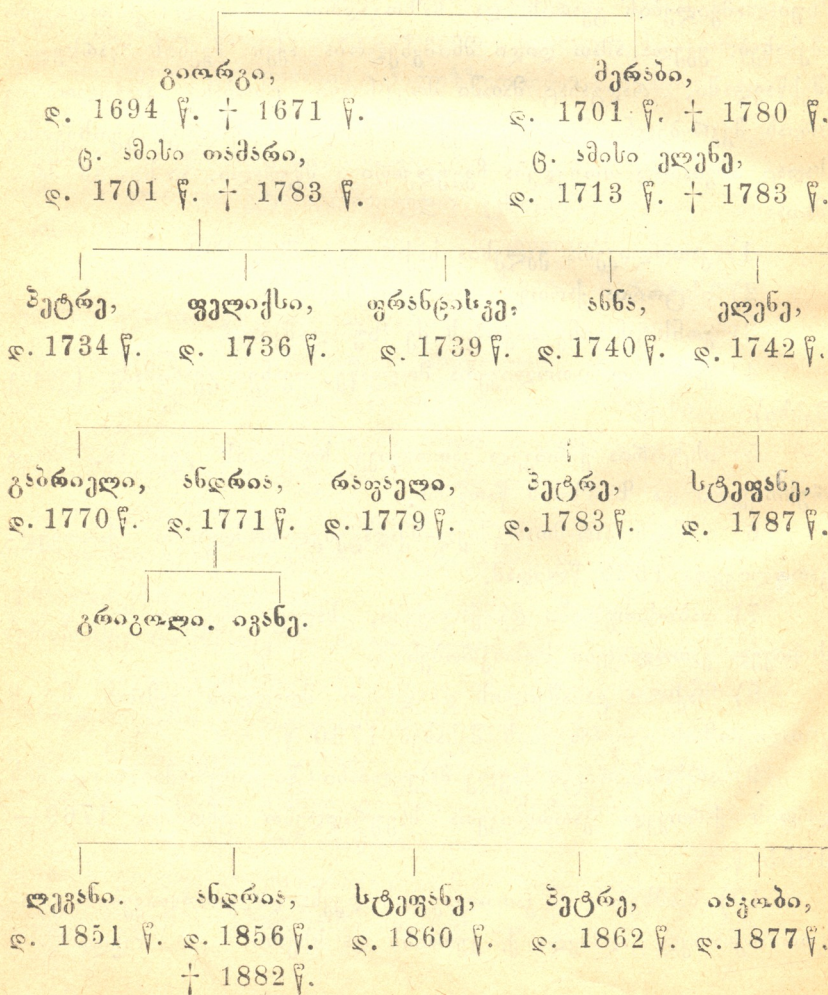 გიორგი, მერაბი,
დ. 1694 წ. † 1671 წ. დ. 1701 წ. † 1780 წ.
ც. ამისი თამარი, ც. ამისი ელენე,
დ. 1701 წ. † 1783 წ. დ. 1713 წ. † 1783 წ.
პეტრე, ფელიქსი, ფრანცისკე, ანნა, ელენე,
დ. 1734 წ. დ. 1736 წ. დ. 1739 წ. დ. 1740 წ. დ. 1742 წ.
გაბრიელი, ანდრია, რაფაელი, პეტრე, სტეფანე,
დ. 1770 წ. დ. 1771 წ. დ. 1779 წ. დ. 1783 წ. დ. 1787 წ.
გრიგოლი. ივანე.
ლევანი. ანდრია, სტეფანე, პეტრე, იაკობი,
დ. 1851 წ. დ. 1856 წ. დ. 1860 წ. დ. 1862 წ. დ. 1877 წ.
† 1882 წ.